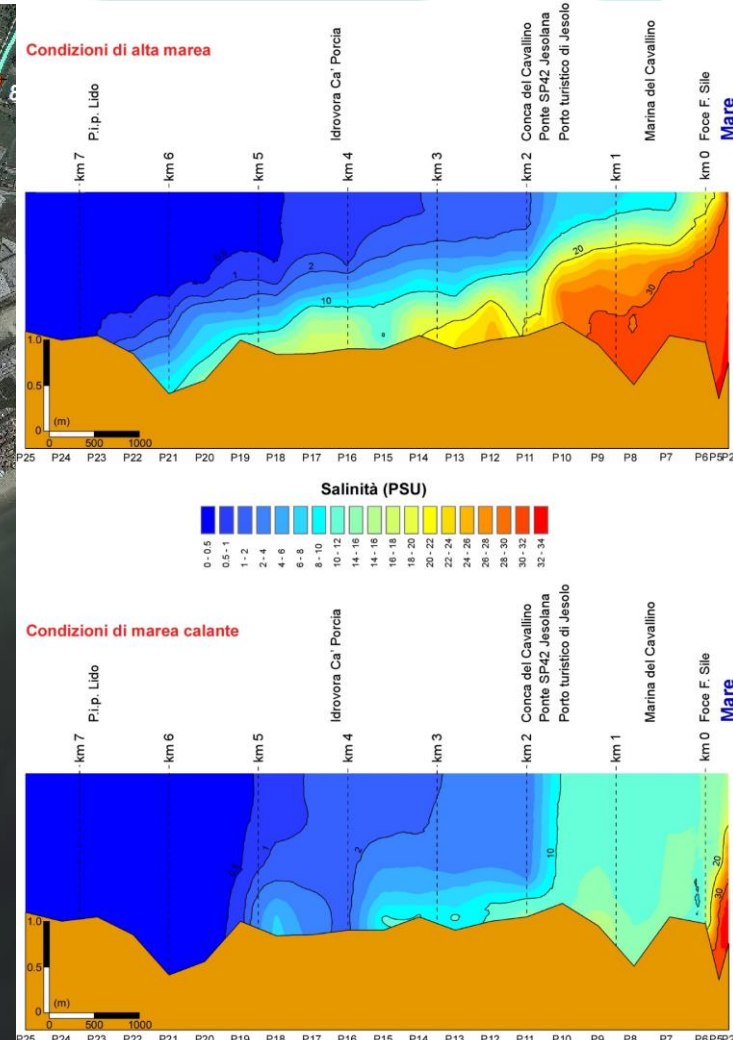 Condizioni di alta marea
P.i.p. Lido
Idrovora Ca' Porcia
Conca del Cavallino
Ponte SP42 Jesolana
Porto turistico di Jesolo
Marina del Cavallino
Foce F. Sile
Mare
km 7
km 6
km 5
km 4
km 3
km 2
km 1
km 0
0.5
1
2
10
20
30
1.0
0.5
0
(m)
0 500 1000
P25 P24 P23 P22 P21 P20 P19 P18 P17 P16 P15 P14 P13 P12 P11 P10 P9 P8 P7 P6 P5 P2
Salinità (PSU)
0 - 0.5
0.5 - 1
1 - 2
2 - 4
4 - 6
6 - 8
8 - 10
10 - 12
14 - 16
14 - 16
16 - 18
18 - 20
20 - 22
22 - 24
24 - 26
26 - 28
28 - 30
30 - 32
32 - 34
Condizioni di marea calante
P.i.p. Lido
Idrovora Ca' Porcia
Conca del Cavallino
Ponte SP42 Jesolana
Porto turistico di Jesolo
Marina del Cavallino
Foce F. Sile
Mare
km 7
km 6
km 5
km 4
km 3
km 2
km 1
km 0
0.5
1
2
10
20
30
1.0
0.5
0
(m)
0 500 1000
P25 P24 P23 P22 P21 P20 P19 P18 P17 P16 P15 P14 P13 P12 P11 P10 P9 P8 P7 P6 P5 P2